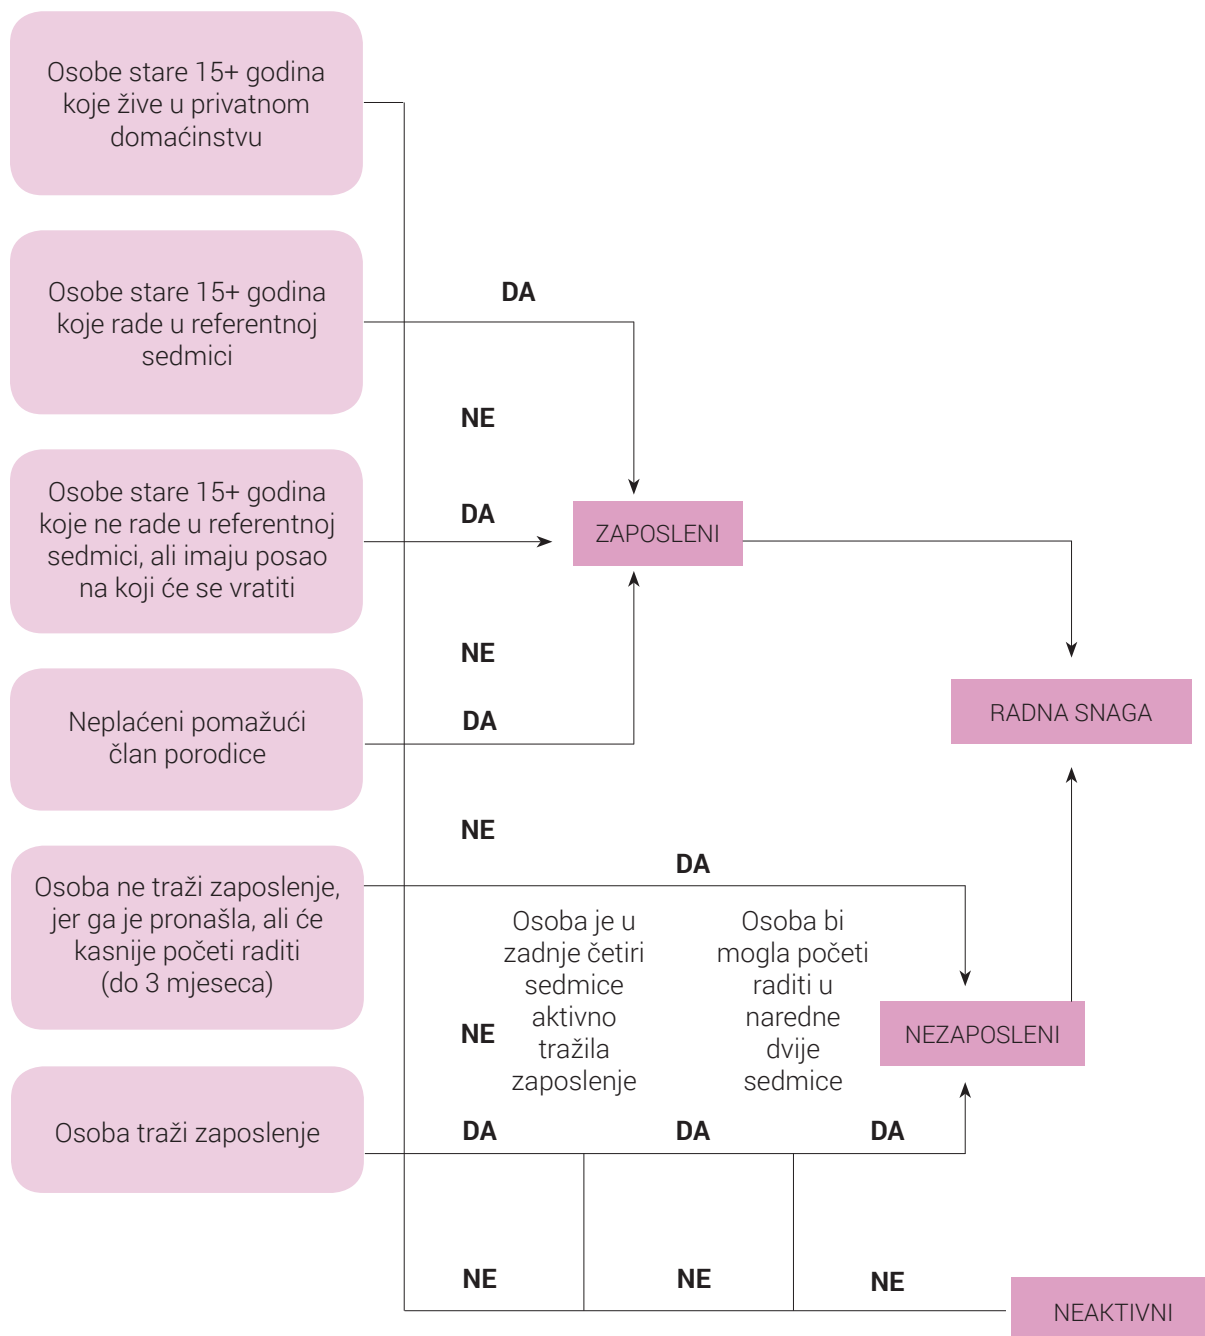 Osobe stare 15+ godina
koje žive u privatnom
domaćinstvu
Osobe stare 15+ godina
koje rade u referentnoj
sedmici
DA
NE
Osobe stare 15+ godina
koje ne rade u referentnoj
sedmici, ali imaju posao
na koji će se vratiti
DA
ZAPOSLENI
NE
Neplaćeni pomažući
član porodice
DA
RADNA SNAGA
NE
Osoba ne traži zaposlenje,
jer ga je pronašla, ali će
kasnije početi raditi
(do 3 mjeseca)
DA
NE
Osoba je u
zadnje četiri
sedmice
aktivno
tražila
zaposlenje
Osoba bi
mogla početi
raditi u
naredne
dvije
sedmice
NEZAPOSLENI
Osoba traži zaposlenje
DA
DA
DA
NE
NE
NE
NEAKTIVNI